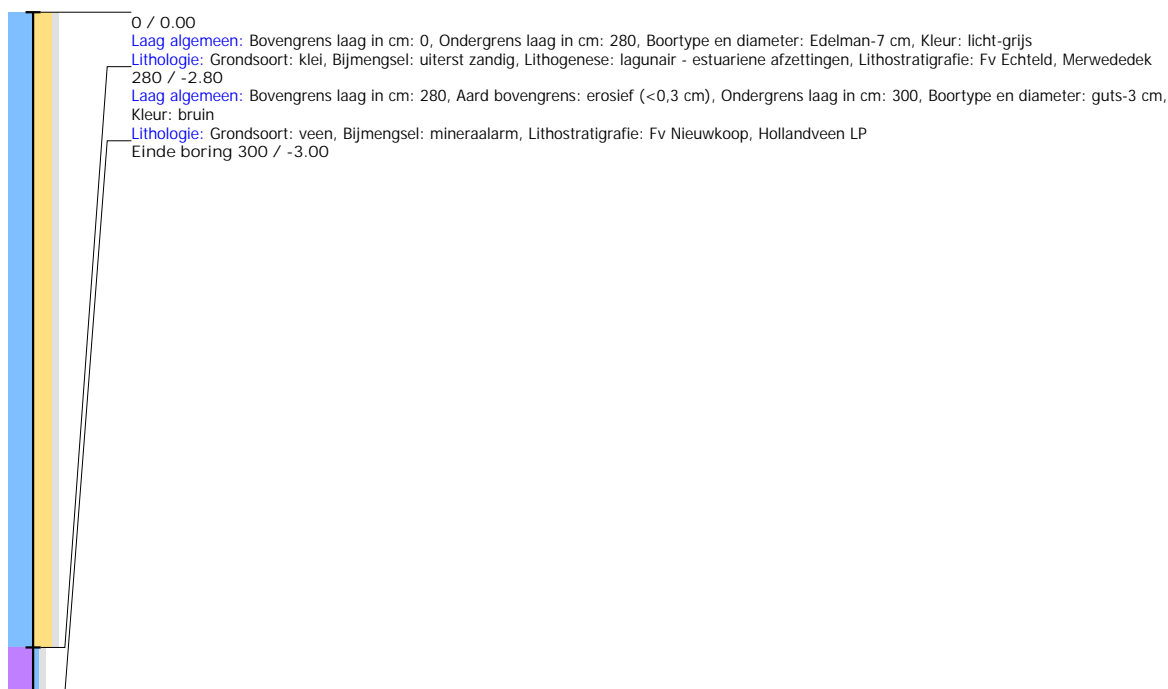 0 / 0.00
Laag algemeen: Bovengrens laag in cm: 0, Ondergrens laag in cm: 280, Boortype en diameter: Edelman-7 cm, Kleur: licht-grijs
Lithologie: Grondsoort: klei, Bijmengsel: uiterst zandig, Lithogenese: lagunair - estuariene afzettingen, Lithostratigrafie: Fv Echteld, Merwededek
280 / -2.80
Laag algemeen: Bovengrens laag in cm: 280, Aard bovengrens: erosief (<0,3 cm), Ondergrens laag in cm: 300, Boortype en diameter: guts-3 cm,
Kleur: bruin
Lithologie: Grondsoort: veen, Bijmengsel: mineraalarm, Lithostratigrafie: Fv Nieuwkoop, Hollandveen LP
Einde boring 300 / -3.00